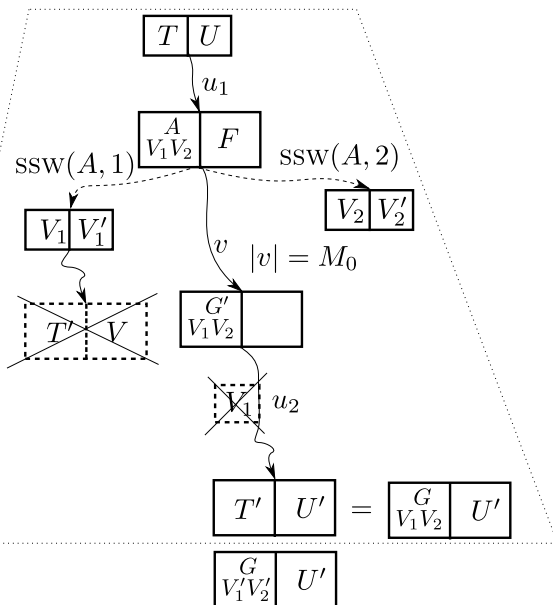 T U
u₁
A
V₁V₂ F
ssw(A, 1) ssw(A, 2)
V₁ V₁′ V₂ V₂′
v |v| = M₀
T′ V
G′
V₁V₂
V₁ u₂
T′ U′ = G
V₁V₂ U′
G
V₁′V₂′ U′